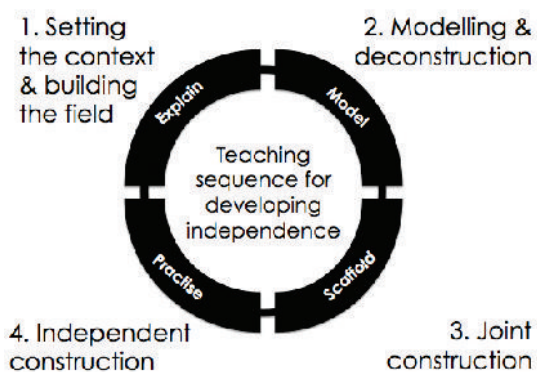 1. Setting
the context
& building
the field
2. Modelling &
deconstruction
Explain
Model
Teaching
sequence for
developing
independence
Practise
Scaffold
4. Independent
construction
3. Joint
construction